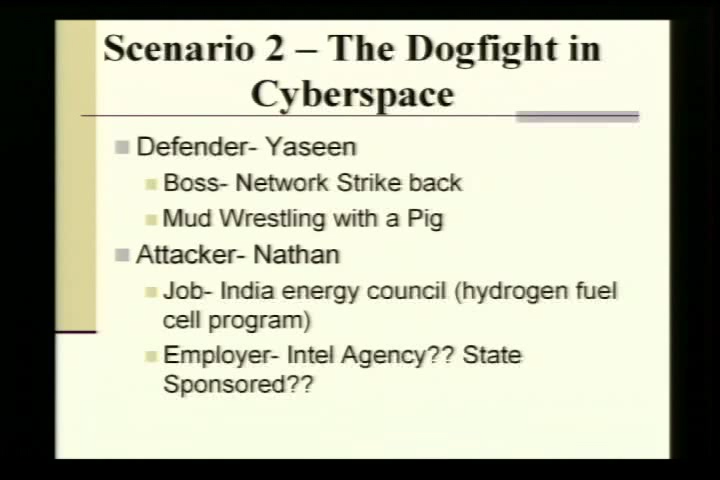 Scenario 2 – The Dogfight in
Cyberspace
Defender- Yaseen
Boss- Network Strike back
Mud Wrestling with a Pig
Attacker- Nathan
Job- India energy council (hydrogen fuel
cell program)
Employer- Intel Agency?? State
Sponsored??